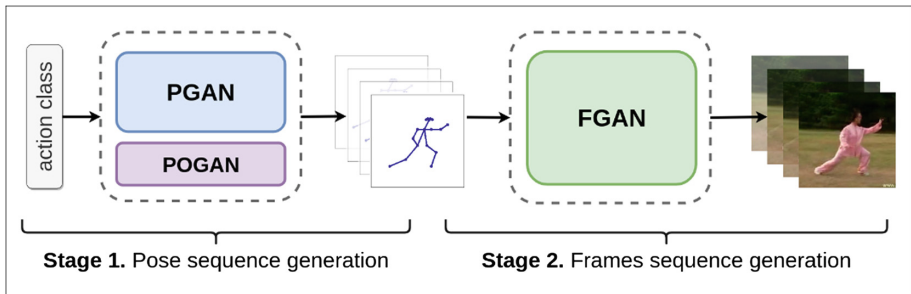 action class
PGAN
POGAN
FGAN
Stage 1. Pose sequence generation
Stage 2. Frames sequence generation